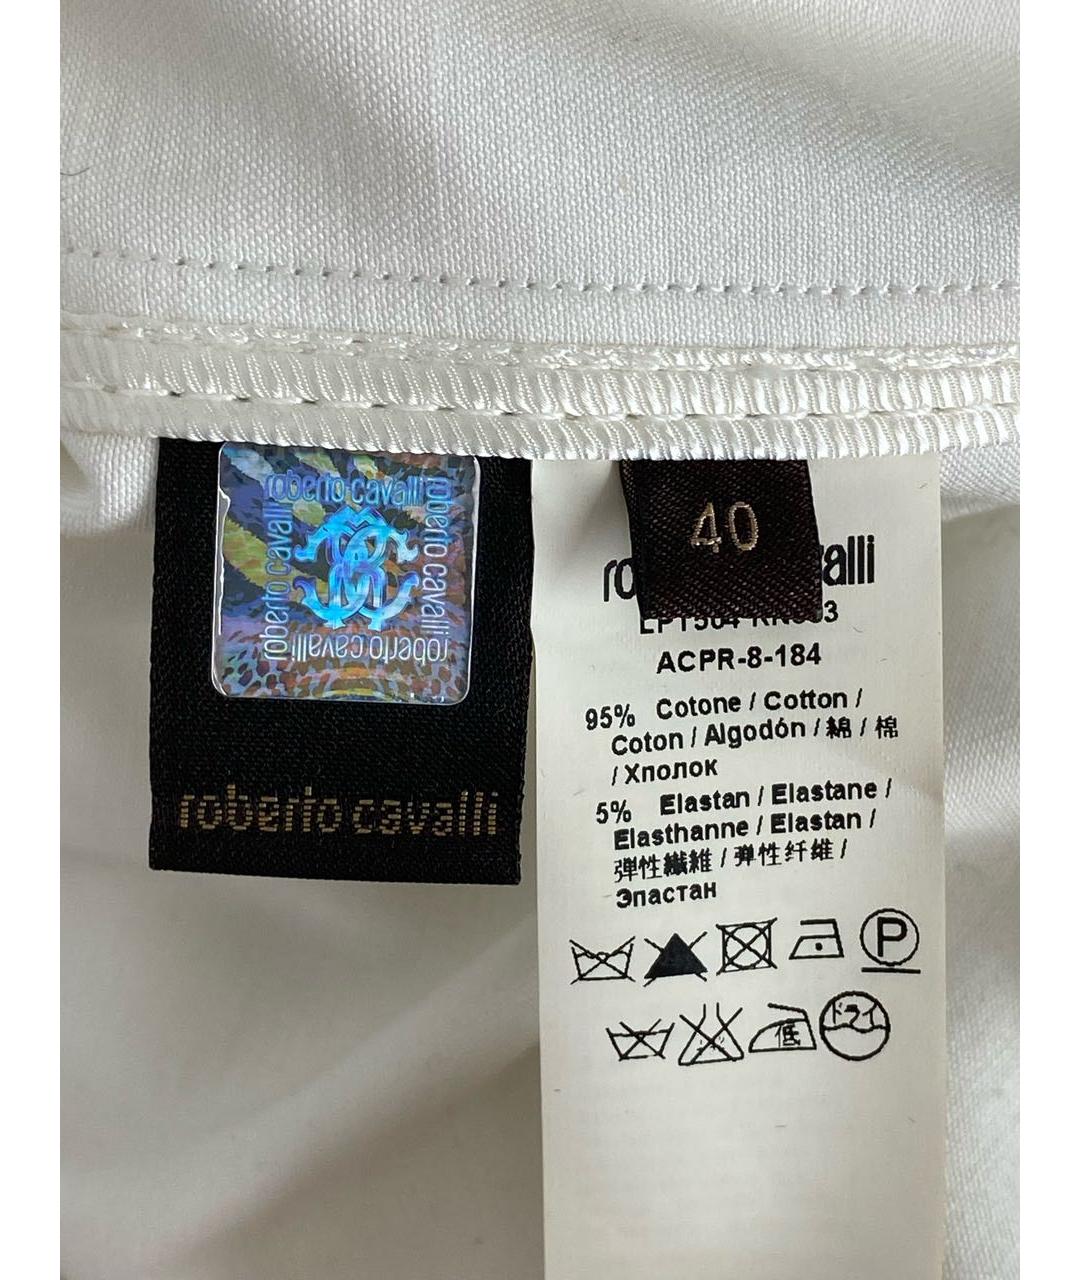 roberto cavalli
roberto cavalli
roberto cavalli
roberto cavalli
roberto cavalli
40
ACPR-8-184
95% Cotone / Cotton /
Coton / Algodón / 綿 / 棉
/ Хлопок
5% Elastan / Elastane /
Elasthanne / Elastan /
弾性繊維 / 弹性纤维 /
Эластан
P
ドライ
低